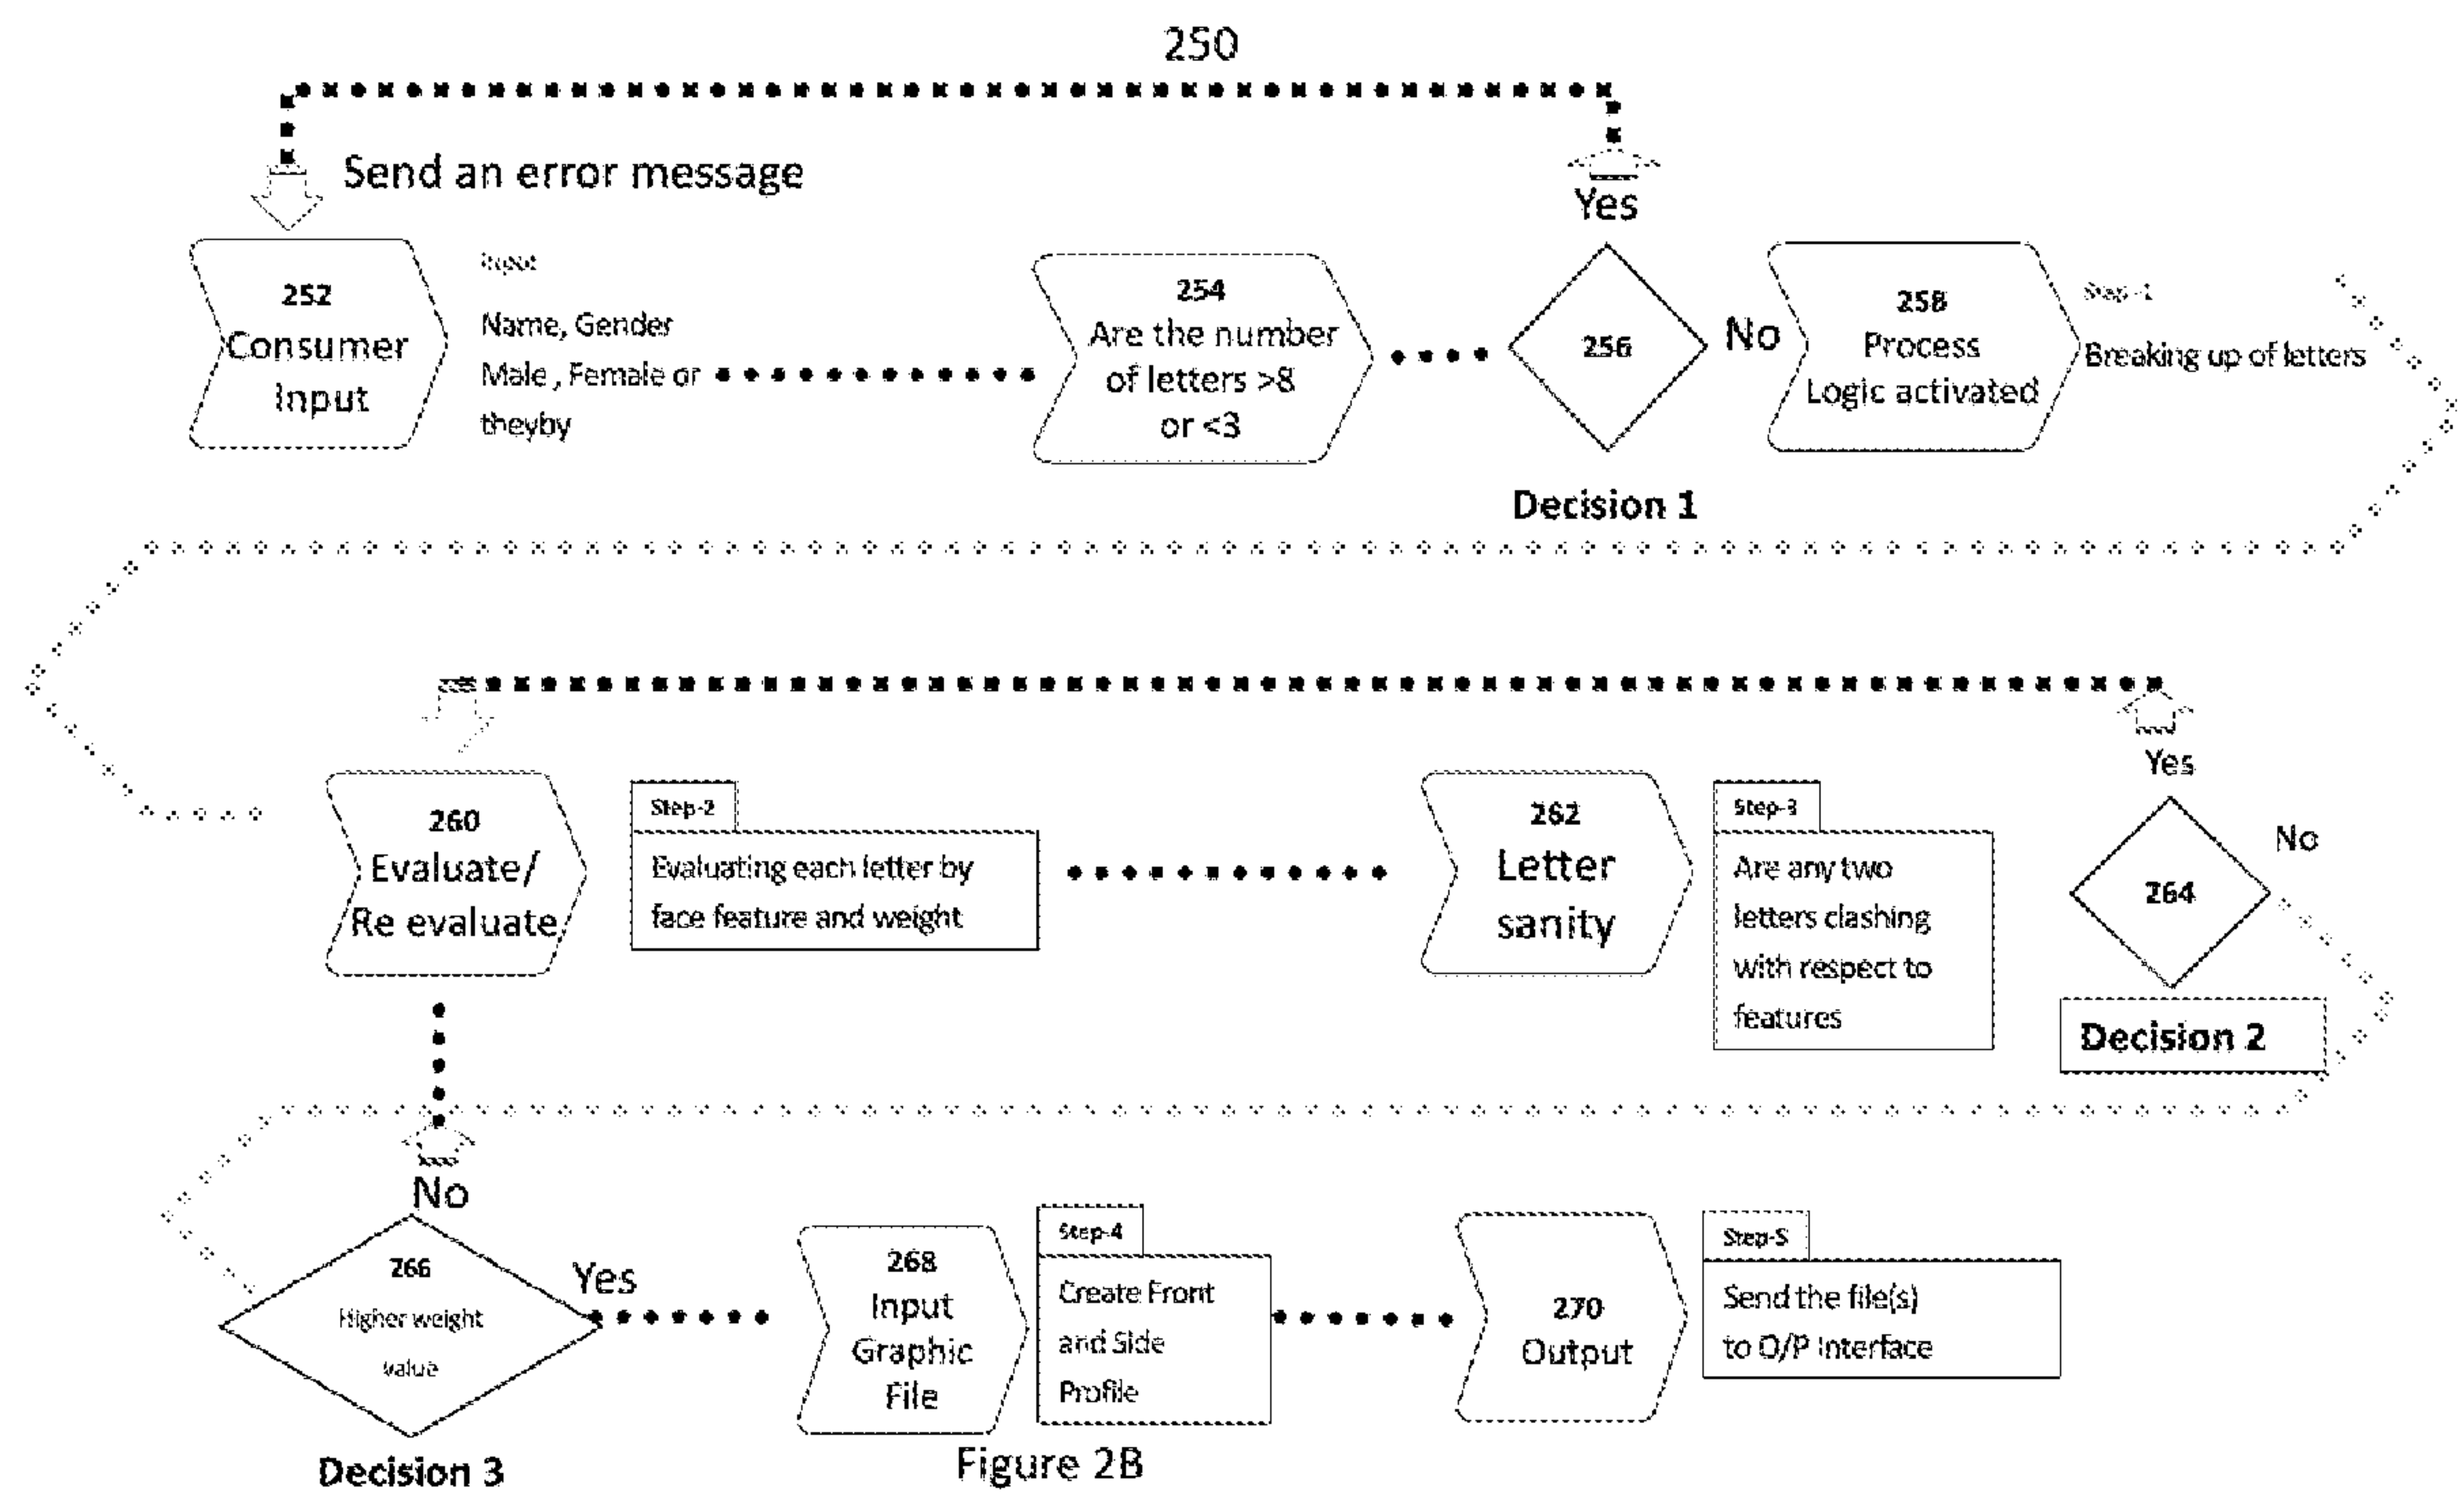 250
Send an error message
Yes
252
Consumer
Input
Input
Name, Gender
Male , Female or
theyby
254
Are the number
of letters >8
or <3
256
No
258
Process
Logic activated
Step -1
Breaking up of letters
Decision 1
260
Evaluate/
Re evaluate
Step-2
Evaluating each letter by
face feature and weight
262
Letter
sanity
Step-3
Are any two
letters clashing
with respect to
features
Yes
264
No
Decision 2
No
266
Higher weight
value
Yes
Decision 3
268
Input
Graphic
File
Step-4
Create Front
and Side
Profile
270
Output
Step-5
Send the file(s)
to O/P Interface
Figure 2B